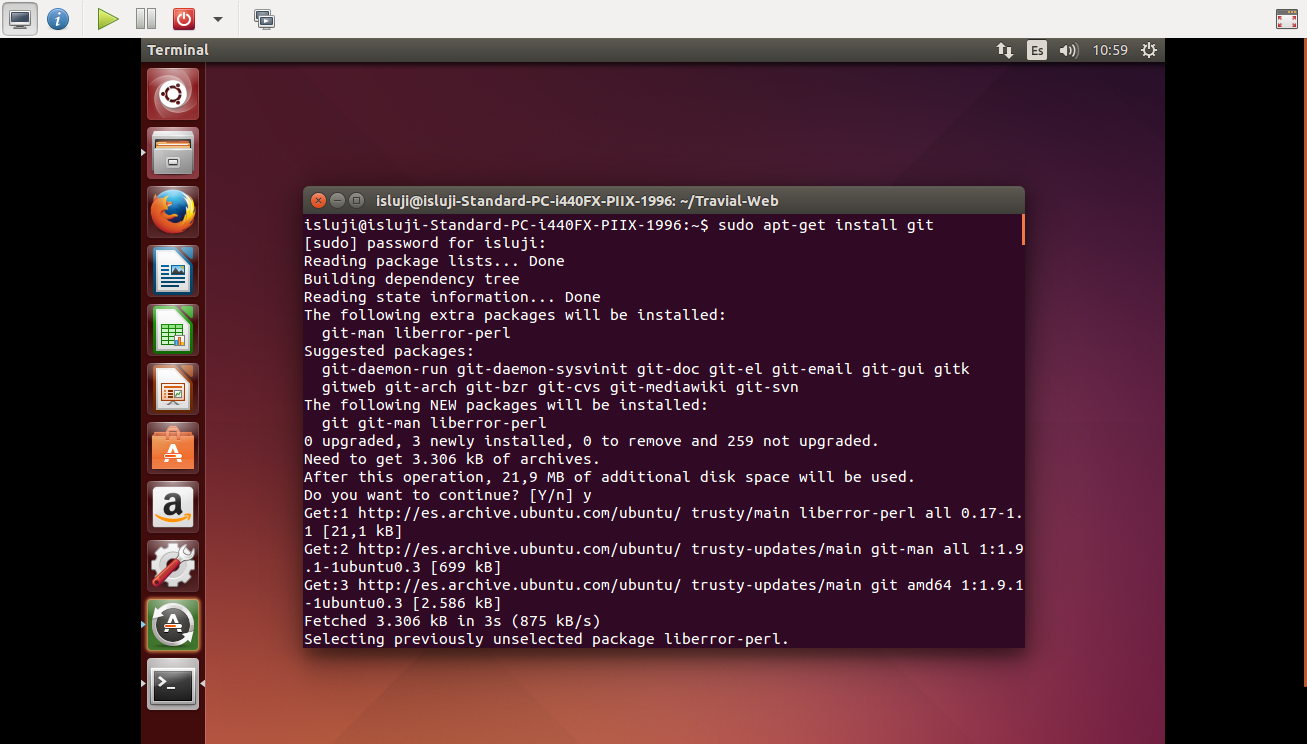 Terminal
Es
10:59
isluji@isluji-Standard-PC-i440FX-PIIX-1996: ~/Travial-Web
isluji@isluji-Standard-PC-i440FX-PIIX-1996:~$ sudo apt-get install git
[sudo] password for isluji:
Reading package lists... Done
Building dependency tree
Reading state information... Done
The following extra packages will be installed:
  git-man liberror-perl
Suggested packages:
  git-daemon-run git-daemon-sysvinit git-doc git-el git-email git-gui gitk
  gitweb git-arch git-bzr git-cvs git-mediawiki git-svn
The following NEW packages will be installed:
  git git-man liberror-perl
0 upgraded, 3 newly installed, 0 to remove and 259 not upgraded.
Need to get 3.306 kB of archives.
After this operation, 21,9 MB of additional disk space will be used.
Do you want to continue? [Y/n] y
Get:1 http://es.archive.ubuntu.com/ubuntu/ trusty/main liberror-perl all 0.17-1.
1 [21,1 kB]
Get:2 http://es.archive.ubuntu.com/ubuntu/ trusty-updates/main git-man all 1:1.9
.1-1ubuntu0.3 [699 kB]
Get:3 http://es.archive.ubuntu.com/ubuntu/ trusty-updates/main git amd64 1:1.9.1
-1ubuntu0.3 [2.586 kB]
Fetched 3.306 kB in 3s (875 kB/s)
Selecting previously unselected package liberror-perl.